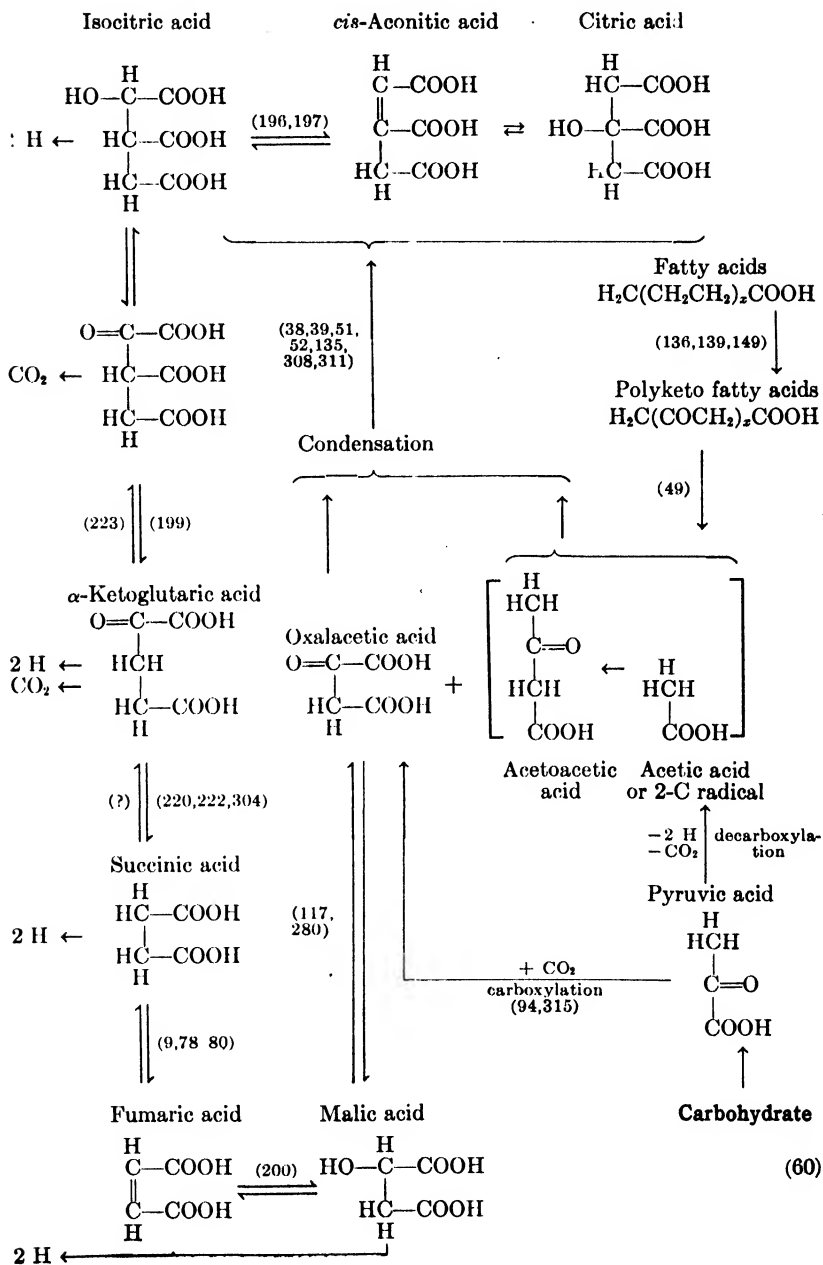 Isocitric acid cis-Aconitic acid Citric acid
H H H
HO—C—COOH C—COOH HC—COOH
(196,197)
H ← HC—COOH C—COOH ⇄ HO—C—COOH
HC—COOH HC—COOH C—COOH
H H H
Fatty acids
H₂C(CH₂CH₂)ₓCOOH
O=C—COOH (38,39,51,
52,135, (136,139,149)
308,311)
CO₂ ← HC—COOH
Polyketo fatty acids
HC—COOH H₂C(COCH₂)ₓCOOH
H
Condensation
(49)
(223) (199)
α-Ketoglutaric acid
O=C—COOH
H
HCH
Oxalacetic acid
C=O
2 H ← HCH O=C—COOH + ← H
CO₂ ← HCH HCH
HC—COOH HC—COOH COOH COOH
H H
Acetoacetic Acetic acid
acid or 2-C radical
(?) (220,222,304)
−2 H decarboxyla-
−CO₂ tion
Succinic acid
Pyruvic acid
H
HC—COOH (117,
280)
H
HCH
2 H ← HC—COOH
H
+ CO₂
carboxylation
(94,315)
C=O
COOH
(9,78 80)
Fumaric acid Malic acid Carbohydrate
H H
C—COOH (200) HO—C—COOH (60)
C—COOH HC—COOH
H H
2 H ←